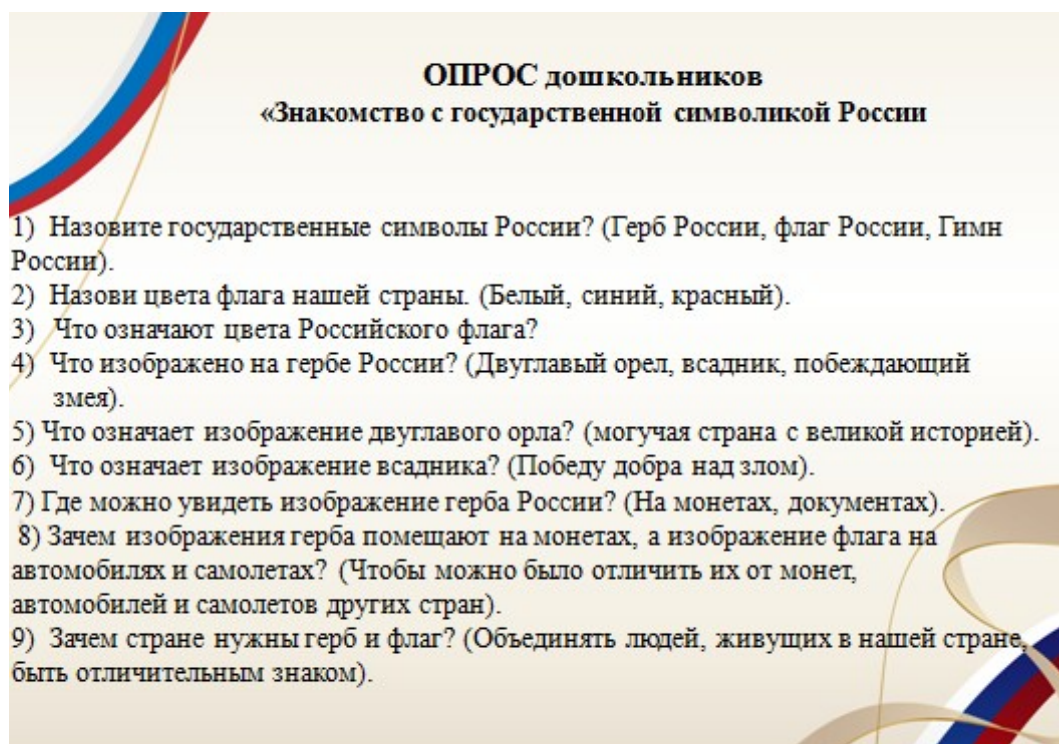 ОПРОС дошкольников
«Знакомство с государственной символикой России
1) Назовите государственные символы России? (Герб России, флаг России, Гимн
России).
2) Назови цвета флага нашей страны. (Белый, синий, красный).
3) Что означают цвета Российского флага?
4) Что изображено на гербе России? (Двуглавый орел, всадник, побеждающий
змея).
5) Что означает изображение двуглавого орла? (могучая страна с великой историей).
6) Что означает изображение всадника? (Победу добра над злом).
7) Где можно увидеть изображение герба России? (На монетах, документах).
8) Зачем изображения герба помещают на монетах, а изображение флага на
автомобилях и самолетах? (Чтобы можно было отличить их от монет,
автомобилей и самолетов других стран).
9) Зачем стране нужны герб и флаг? (Объединять людей, живущих в нашей стране,
быть отличительным знаком).